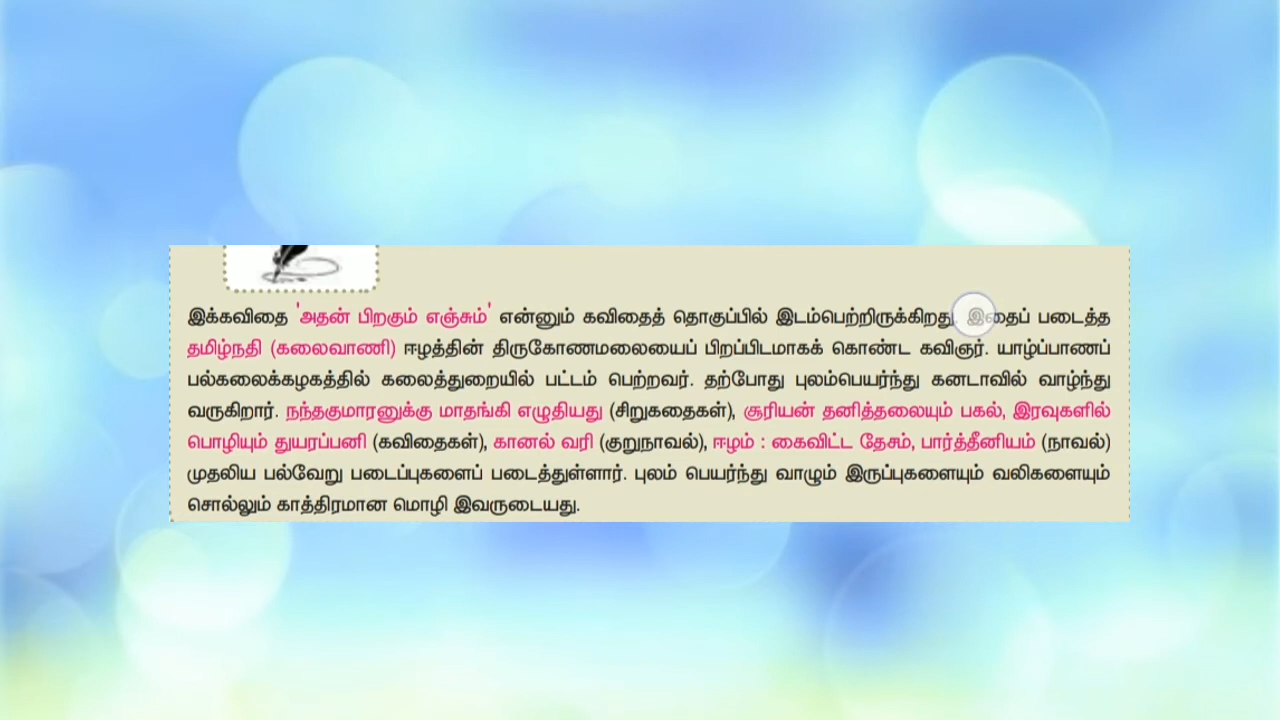 இக்கவிதை 'அதன் பிறகும் எஞ்சும்' என்னும் கவிதைத் தொகுப்பில் இடம்பெற்றிருக்கிறது. இதைப் படைத்த
தமிழ்நதி (கலைவாணி) ஈழத்தின் திருகோணமலையைப் பிறப்பிடமாகக் கொண்ட கவிஞர். யாழ்ப்பாணப்
பல்கலைக்கழகத்தில் கலைத்துறையில் பட்டம் பெற்றவர். தற்போது புலம்பெயர்ந்து கனடாவில் வாழ்ந்து
வருகிறார். நந்தகுமாரனுக்கு மாதங்கி எழுதியது (சிறுகதைகள்), சூரியன் தனித்தலையும் பகல், இரவுகளில்
பொழியும் துயரப்பனி (கவிதைகள்), கானல் வரி (குறுநாவல்), ஈழம் : கைவிட்ட தேசம், பார்த்தீனியம் (நாவல்)
முதலிய பல்வேறு படைப்புகளைப் படைத்துள்ளார். புலம் பெயர்ந்து வாழும் இருப்புகளையும் வலிகளையும்
சொல்லும் காத்திரமான மொழி இவருடையது.